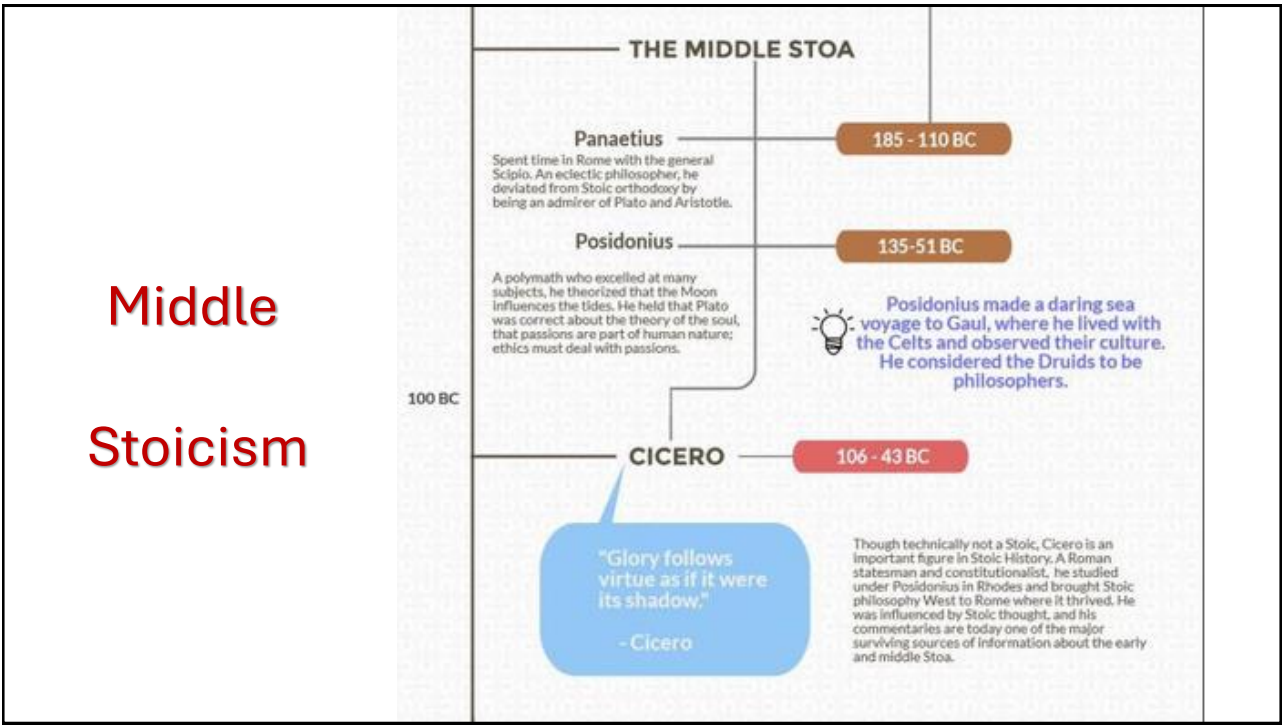 Middle
Stoicism
THE MIDDLE STOA
Panaetius
185 - 110 BC
Spent time in Rome with the general
Scipio. An eclectic philosopher, he
deviated from Stoic orthodoxy by
being an admirer of Plato and Aristotle.
Posidonius
135-51 BC
A polymath who excelled at many
subjects, he theorized that the Moon
influences the tides. He held that Plato
was correct about the theory of the soul,
that passions are part of human nature;
ethics must deal with passions.
Posidonius made a daring sea
voyage to Gaul, where he lived with
the Celts and observed their culture.
He considered the Druids to be
philosophers.
100 BC
CICERO
106 - 43 BC
"Glory follows
virtue as if it were
its shadow."
- Cicero
Though technically not a Stoic, Cicero is an
important figure in Stoic History. A Roman
statesman and constitutionalist, he studied
under Posidonius in Rhodes and brought Stoic
philosophy West to Rome where it thrived. He
was influenced by Stoic thought, and his
commentaries are today one of the major
surviving sources of information about the early
and middle Stoa.